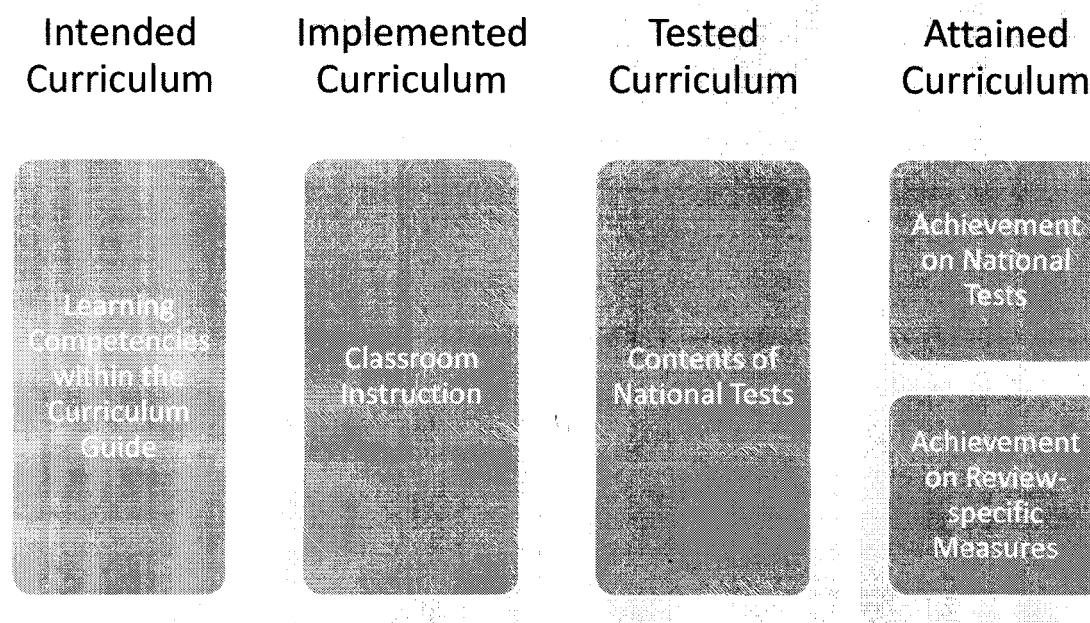 Intended
Curriculum
Implemented
Curriculum
Tested
Curriculum
Attained
Curriculum
Learning
Competencies
within the
Curriculum
Guide
Classroom
Instruction
Contents of
National Tests
Achievement
on National
Tests
Achievement
on Review-
specific
Measures